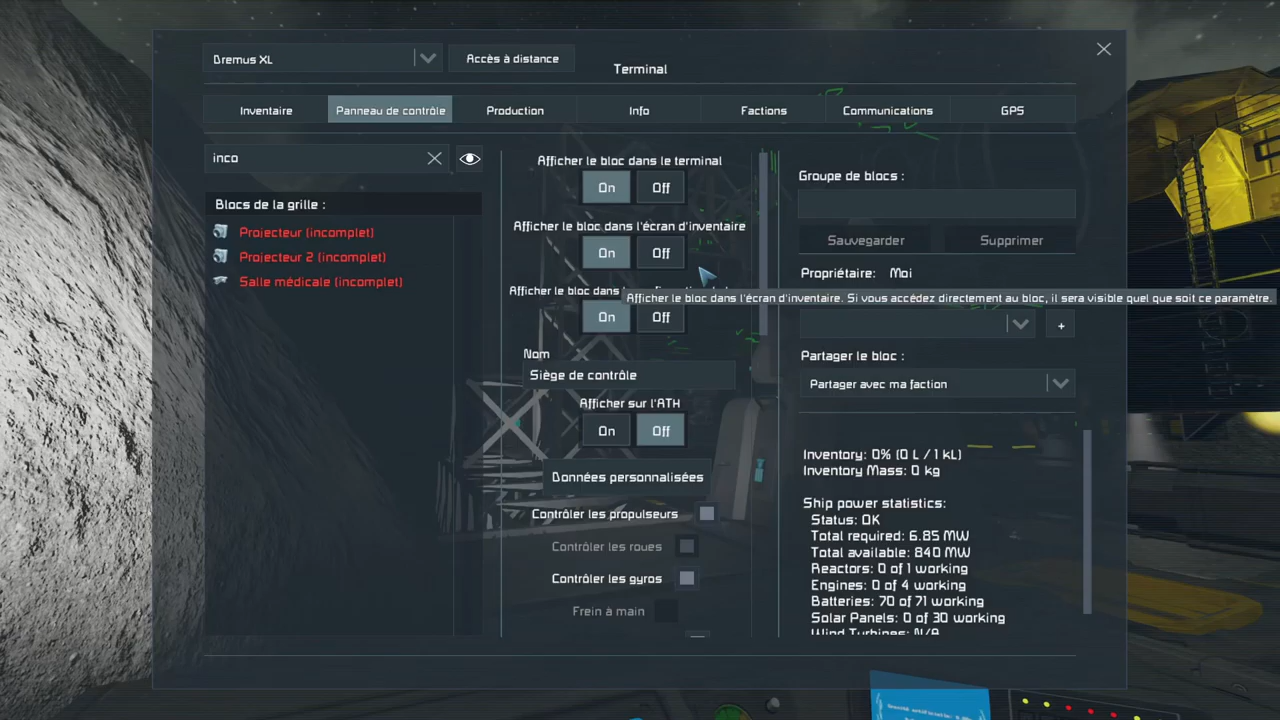 Bremus XL
Accès à distance
Terminal
Inventaire
Panneau de contrôle
Production
Info
Factions
Communications
GPS
inco
Blocs de la grille :
Projecteur (incomplet)
Projecteur 2 (incomplet)
Salle médicale (incomplet)
Afficher le bloc dans le terminal
On Off
Afficher le bloc dans l'écran d'inventaire
On Off
Afficher le bloc dans
On Off
Nom
Siège de contrôle
Afficher sur l'ATH
On Off
Données personnalisées
Contrôler les propulseurs
Contrôler les roues
Contrôler les gyros
Frein à main
Groupe de blocs :
Sauvegarder
Supprimer
Propriétaire: Moi
Afficher le bloc dans l'écran d'inventaire. Si vous accédez directement au bloc, il sera visible quel que soit ce paramètre.
+
Partager le bloc :
Partager avec ma faction
Inventory: 0% (0 L / 1 kL)
Inventory Mass: 0 kg
Ship power statistics:
Status: OK
Total required: 6.85 MW
Total available: 840 MW
Reactors: 0 of 1 working
Engines: 0 of 4 working
Batteries: 70 of 71 working
Solar Panels: 0 of 30 working
Wind Turbines: N/A